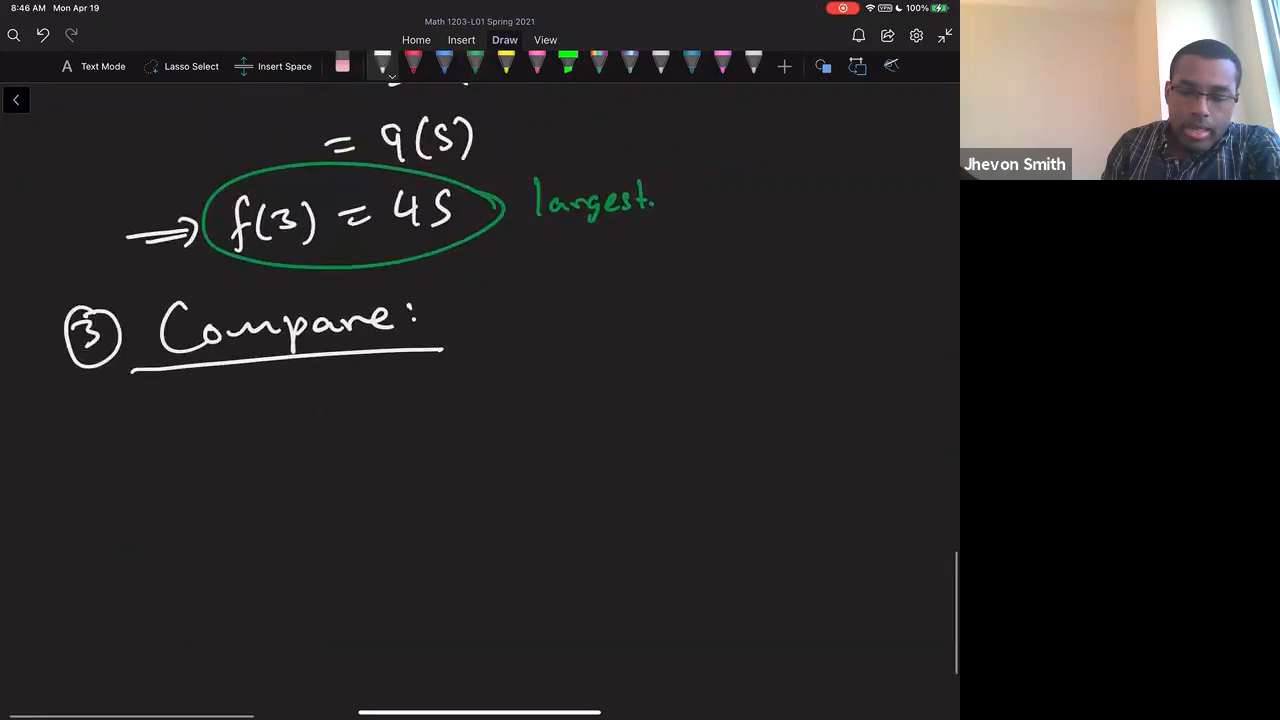 8:46 AM Mon Apr 19
100%
Math 1203-L01 Spring 2021
Home Insert Draw View
Text Mode Lasso Select Insert Space
= 9(5)
⇒ f(3) = 45 largest.
③ Compare:
Jhevon Smith